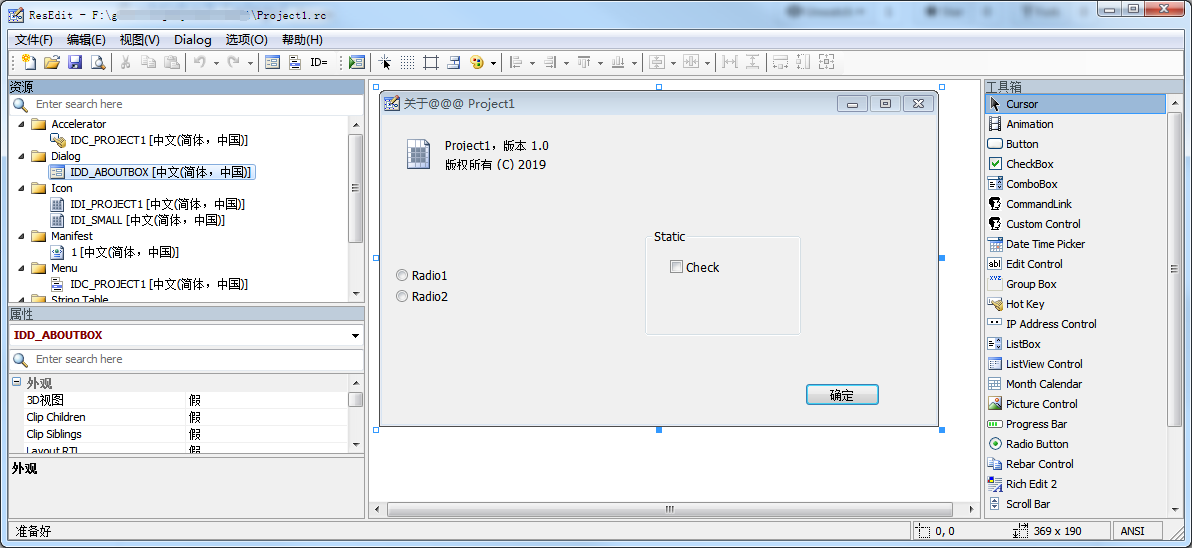 ResEdit - F:\g \Project1.rc
文件(F) 编辑(E) 视图(V) Dialog 选项(O) 帮助(H)
ID=
资源
Enter search here
Accelerator
IDC_PROJECT1 [中文(简体，中国)]
Dialog
IDD_ABOUTBOX [中文(简体，中国)]
Icon
IDI_PROJECT1 [中文(简体，中国)]
IDI_SMALL [中文(简体，中国)]
Manifest
1 [中文(简体，中国)]
Menu
IDC_PROJECT1 [中文(简体，中国)]
String Table
属性
IDD_ABOUTBOX
Enter search here
外观
3D视图 假
Clip Children 假
Clip Siblings 假
Layout RTL 假
外观
关于@@@ Project1
Project1，版本 1.0
版权所有 (C) 2019
Static
Check
Radio1
Radio2
确定
工具箱
Cursor
Animation
Button
CheckBox
ComboBox
CommandLink
Custom Control
Date Time Picker
Edit Control
Group Box
Hot Key
IP Address Control
ListBox
ListView Control
Month Calendar
Picture Control
Progress Bar
Radio Button
Rebar Control
Rich Edit 2
Scroll Bar
准备好 0, 0 369 x 190 ANSI